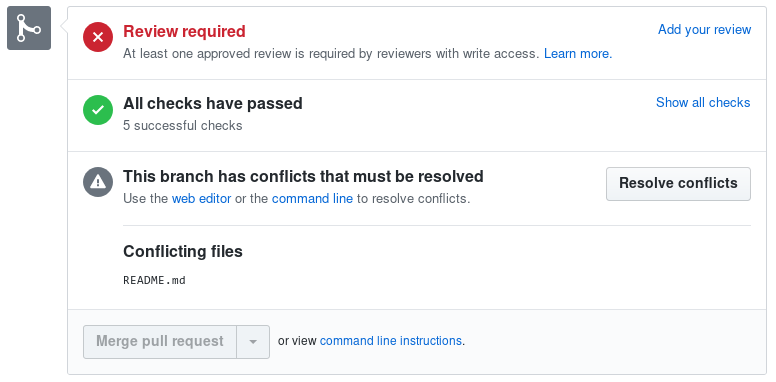 Review required
Add your review
At least one approved review is required by reviewers with write access. Learn more.
All checks have passed
Show all checks
5 successful checks
This branch has conflicts that must be resolved
Resolve conflicts
Use the web editor or the command line to resolve conflicts.
Conflicting files
README.md
Merge pull request
or view command line instructions.